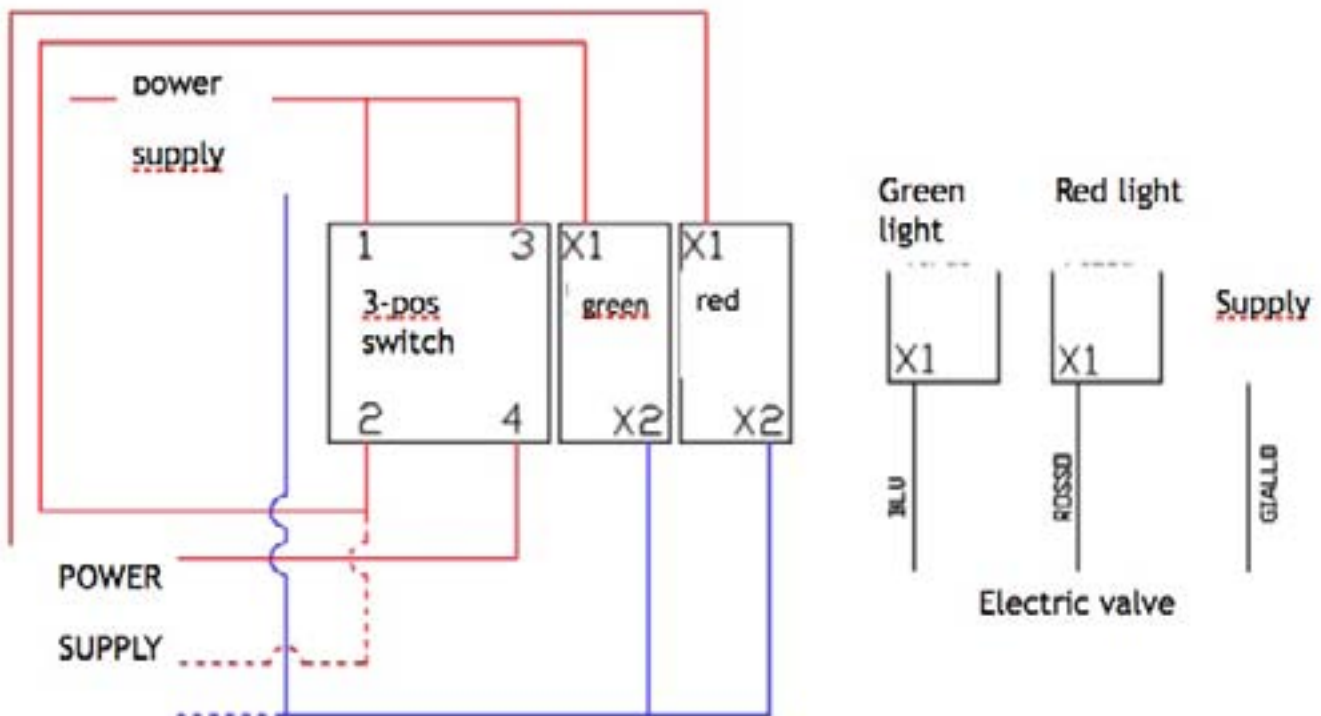 power
supply
1
3
X1
X1
3-pos
switch
green
red
2
4
X2
X2
POWER
SUPPLY
Green
light
Red light
Supply
X1
X1
BLU
ROSSO
GIALLO
Electric valve